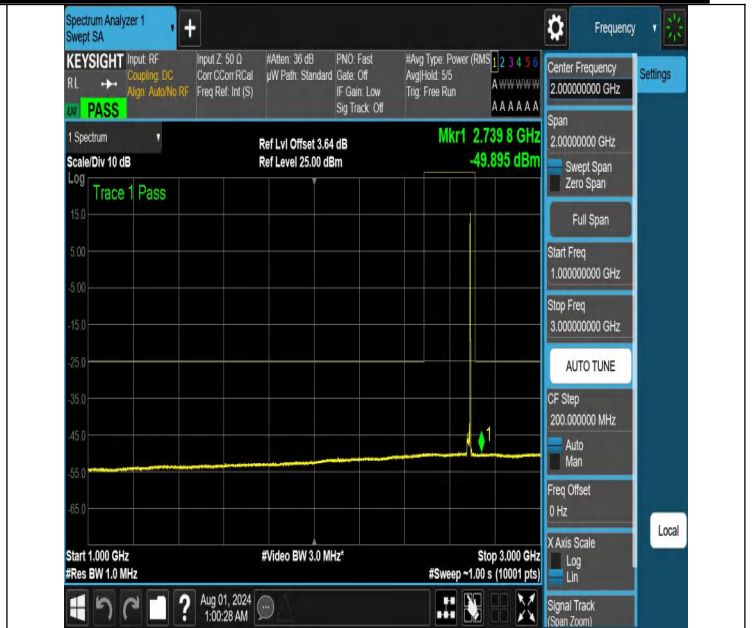 Spectrum Analyzer 1
Swept SA
+
Frequency
KEYSIGHT
RL
LXI
PASS
Input: RF
Coupling: DC
Align: Auto/No RF
Input Z: 50 Ω
Corr CCorr RCal
Freq Ref: Int (S)
#Atten: 36 dB
µW Path: Standard
PNO: Fast
Gate: Off
IF Gain: Low
Sig Track: Off
#Avg Type: Power (RMS
Avg|Hold: 5/5
Trig: Free Run
1 2 3 4 5 6
A W W W W W
A A A A A A
1 Spectrum
Scale/Div 10 dB
Ref Lvl Offset 3.64 dB
Ref Level 25.00 dBm
Mkr1 2.739 8 GHz
-49.895 dBm
Log
Trace 1 Pass
15.0
5.00
-5.00
-15.0
-25.0
-35.0
-45.0
-55.0
-65.0
1
Start 1.000 GHz
#Res BW 1.0 MHz
#Video BW 3.0 MHz*
Stop 3.000 GHz
#Sweep ~1.00 s (10001 pts)
Center Frequency
2.000000000 GHz
Settings
Span
2.00000000 GHz
Swept Span
Zero Span
Full Span
Start Freq
1.000000000 GHz
Stop Freq
3.000000000 GHz
AUTO TUNE
CF Step
200.000000 MHz
Auto
Man
Freq Offset
0 Hz
X Axis Scale
Log
Lin
Local
Signal Track
(Span Zoom)
?
Aug 01, 2024
1:00:28 AM